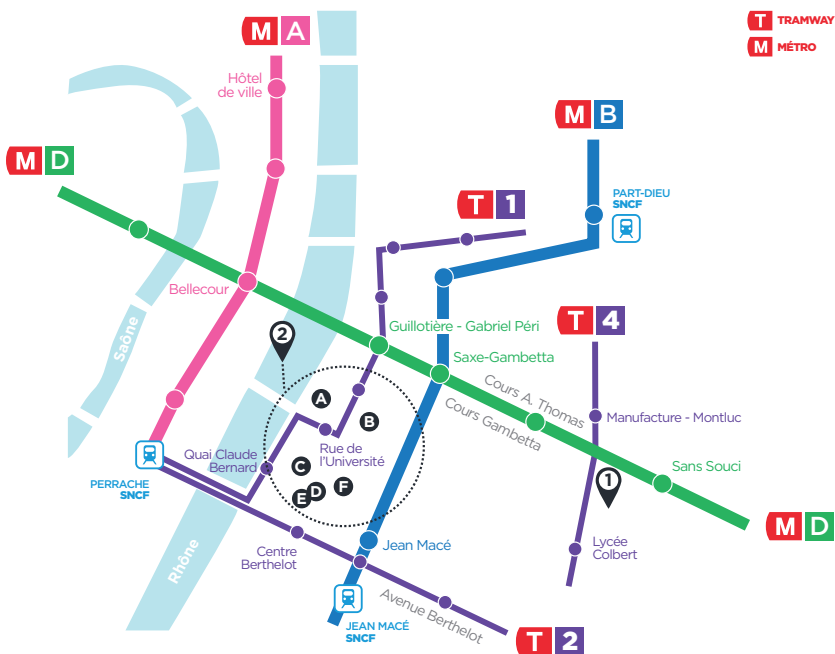 T TRAMWAY
M MÉTRO
M A
Hôtel
de ville
M B
M D
PART-DIEU
SNCF
T 1
Bellecour
Saône
Guillotière - Gabriel Péri
T 4
2
Saxe-Gambetta
Cours A. Thomas
Cours Gambetta
A
B
Manufacture - Montluc
Quai Claude
Bernard
Rue de
l'Université
C
D
E
F
Sans Souci
1
PERRACHE
SNCF
M D
Rhône
Centre
Berthelot
Jean Macé
Lycée
Colbert
Avenue Berthelot
JEAN MACÉ
SNCF
T 2